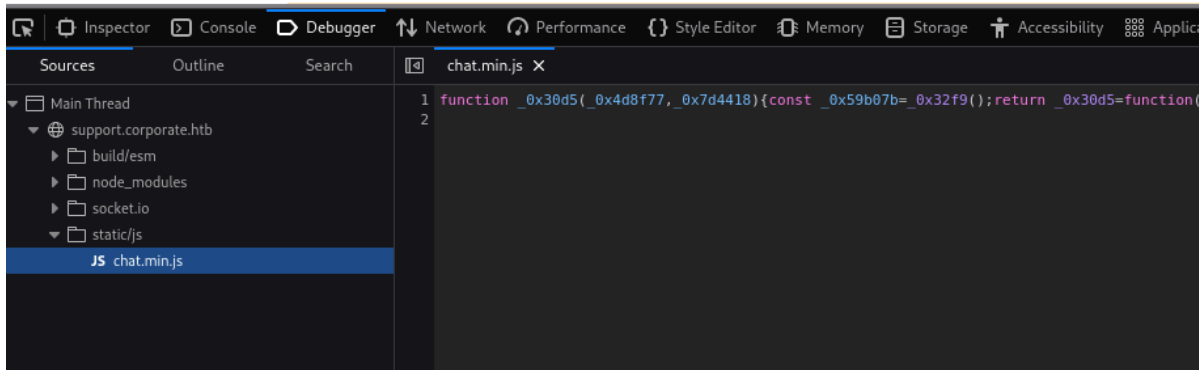 Inspector Console Debugger Network Performance Style Editor Memory Storage Accessibility Applica
Sources Outline Search chat.min.js
Main Thread
support.corporate.htb
build/esm
node_modules
socket.io
static/js
JS chat.min.js
1 function _0x30d5(_0x4d8f77,_0x7d4418){const _0x59b07b=_0x32f9();return _0x30d5=function(
2